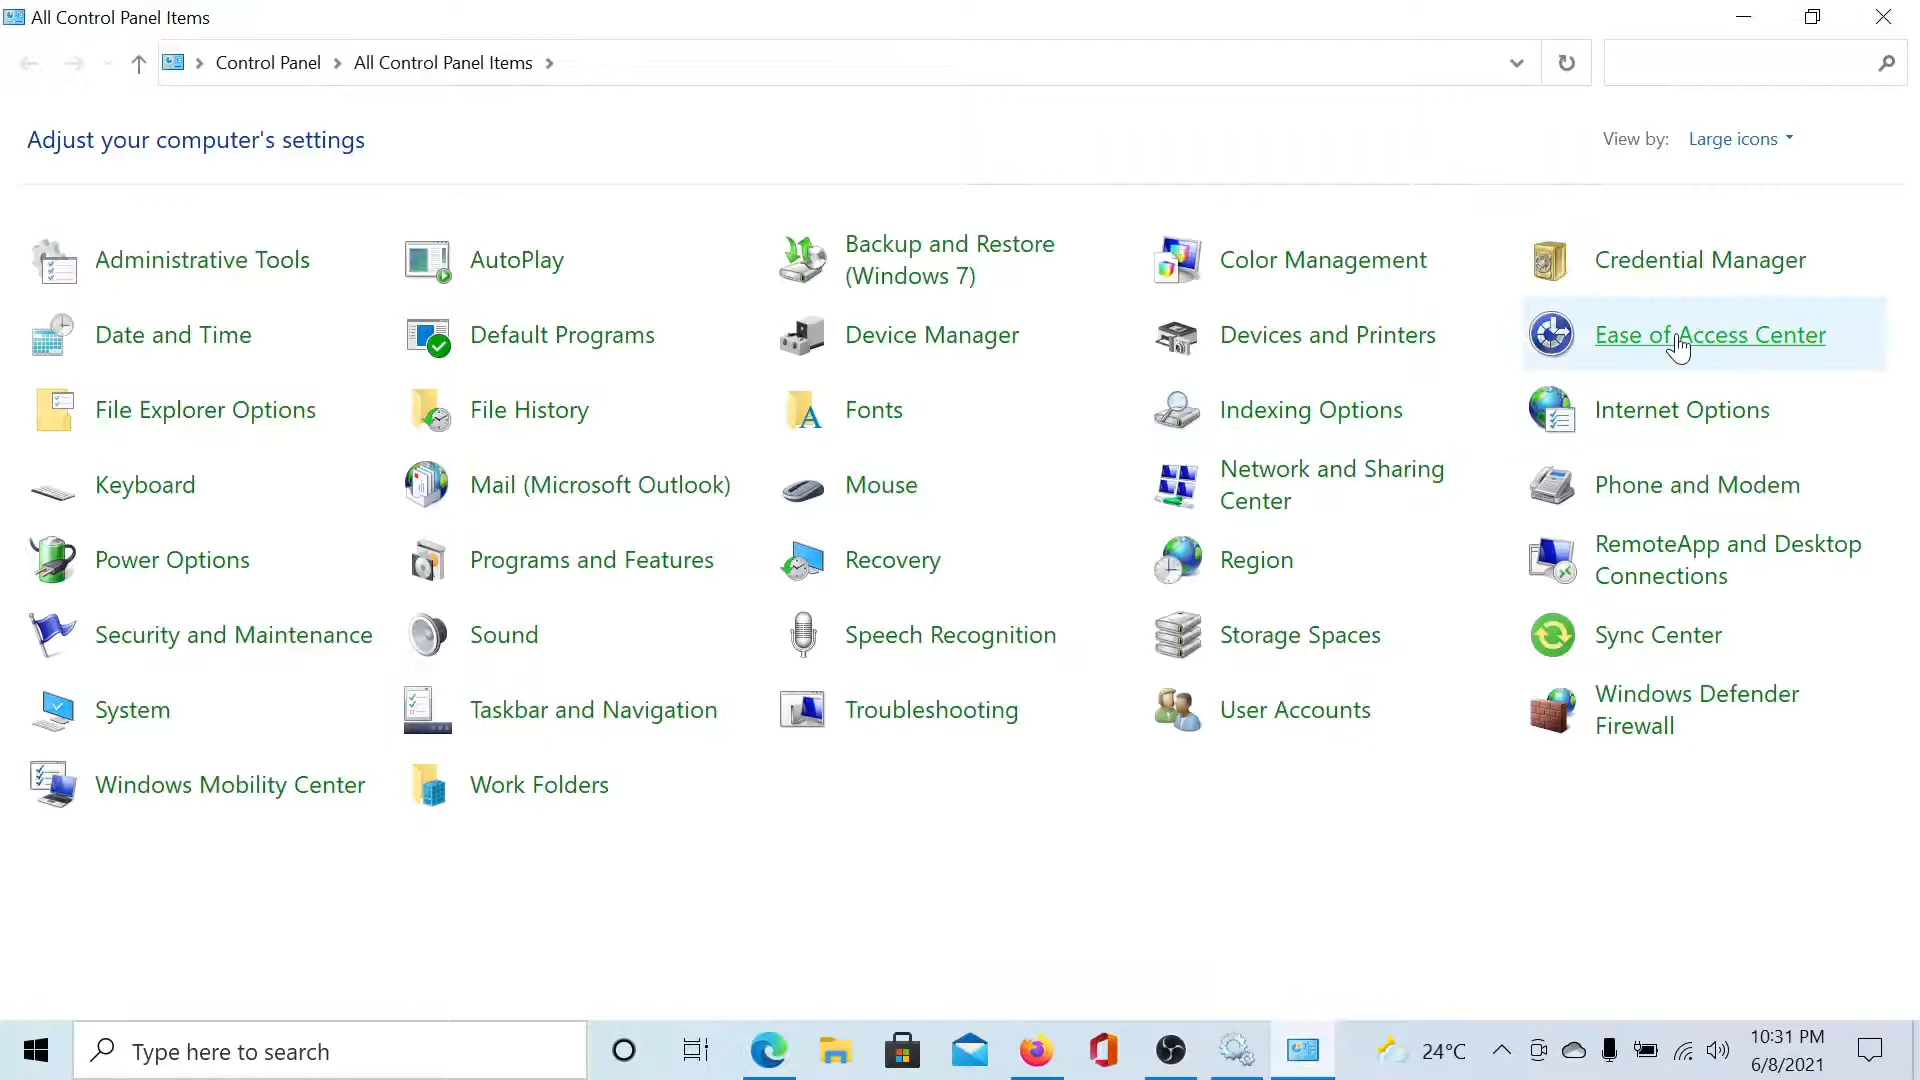 All Control Panel Items
Control Panel
All Control Panel Items
Adjust your computer's settings
View by: Large icons
Administrative Tools
AutoPlay
Backup and Restore
(Windows 7)
Color Management
Credential Manager
Date and Time
Default Programs
Device Manager
Devices and Printers
Ease of Access Center
File Explorer Options
File History
Fonts
Indexing Options
Internet Options
Keyboard
Mail (Microsoft Outlook)
Mouse
Network and Sharing
Center
Phone and Modem
Power Options
Programs and Features
Recovery
Region
RemoteApp and Desktop
Connections
Security and Maintenance
Sound
Speech Recognition
Storage Spaces
Sync Center
System
Taskbar and Navigation
Troubleshooting
User Accounts
Windows Defender
Firewall
Windows Mobility Center
Work Folders
Type here to search
24°C
10:31 PM
6/8/2021